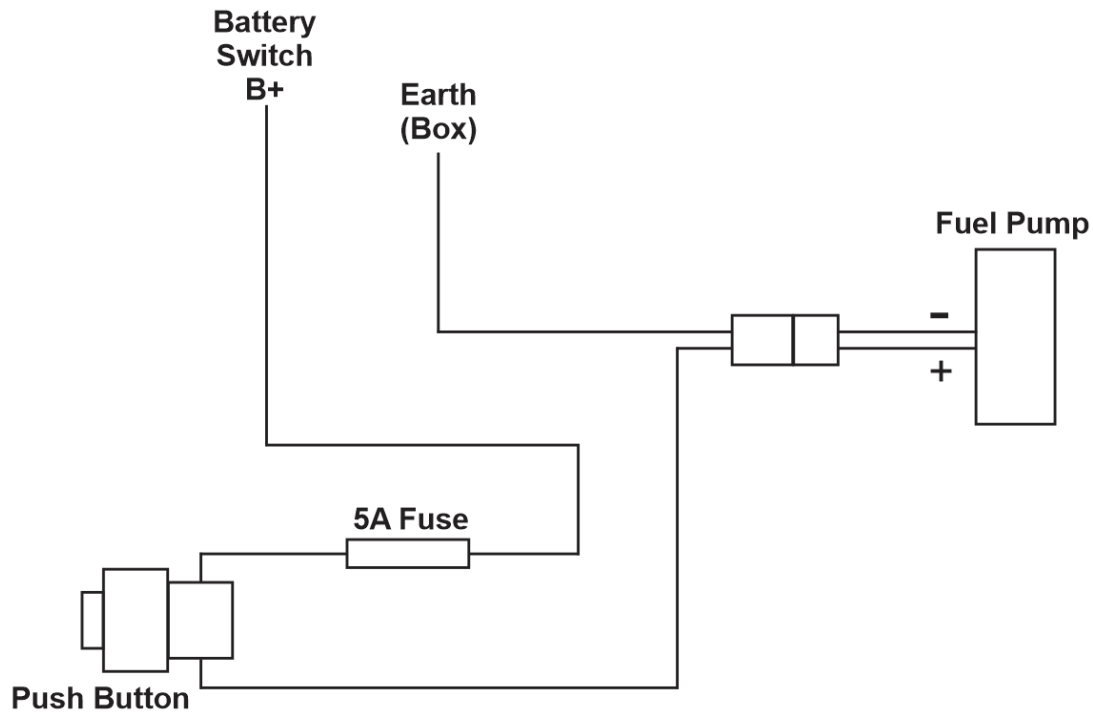 Battery
Switch
B+
Earth
(Box)
Fuel Pump
-
+
5A Fuse
Push Button